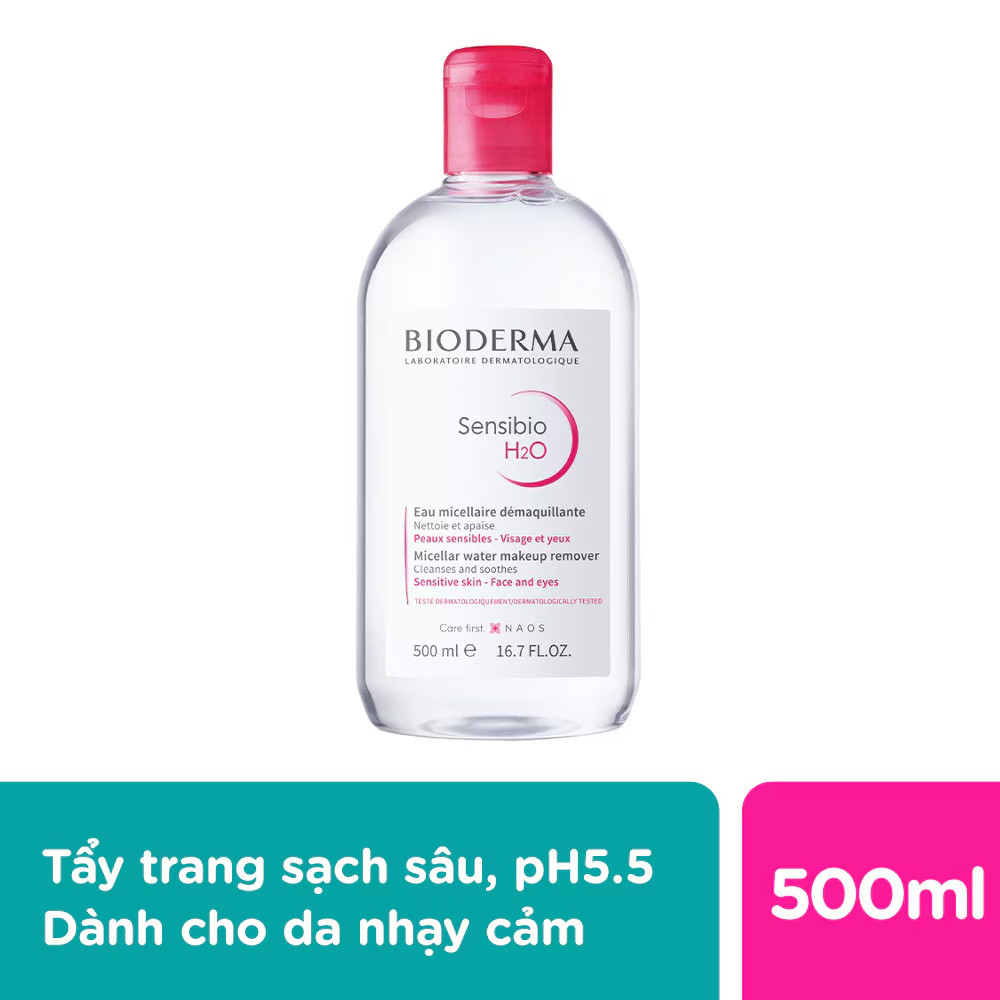 BIODERMA
LABORATOIRE DERMATOLOGIQUE
Sensibio
H2O
Eau micellaire démaquillante
Nettoie et apaise
Peaux sensibles - Visage et yeux
Micellar water makeup remover
Cleanses and soothes
Sensitive skin - Face and eyes
TESTÉ DERMATOLOGIQUEMENT/DERMATOLOGICALLY TESTED
Care first. NAOS
500 ml ℮ 16.7 FL.OZ.
Tẩy trang sạch sâu, pH5.5
Dành cho da nhạy cảm
500ml